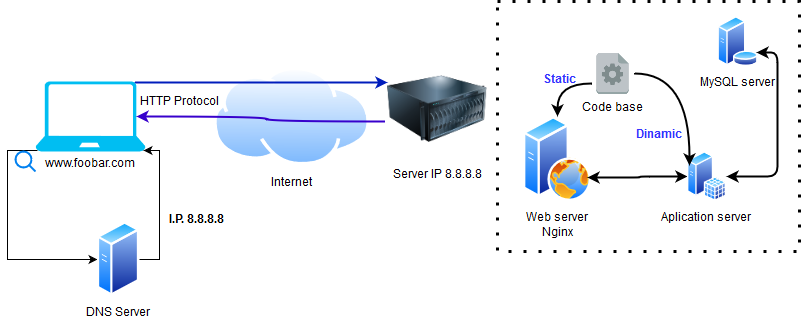 HTTP Protocol
www.foobar.com
Internet
Server IP 8.8.8.8
I.P. 8.8.8.8
DNS Server
Static
Code base
Dinamic
MySQL server
Web server
Nginx
Aplication server